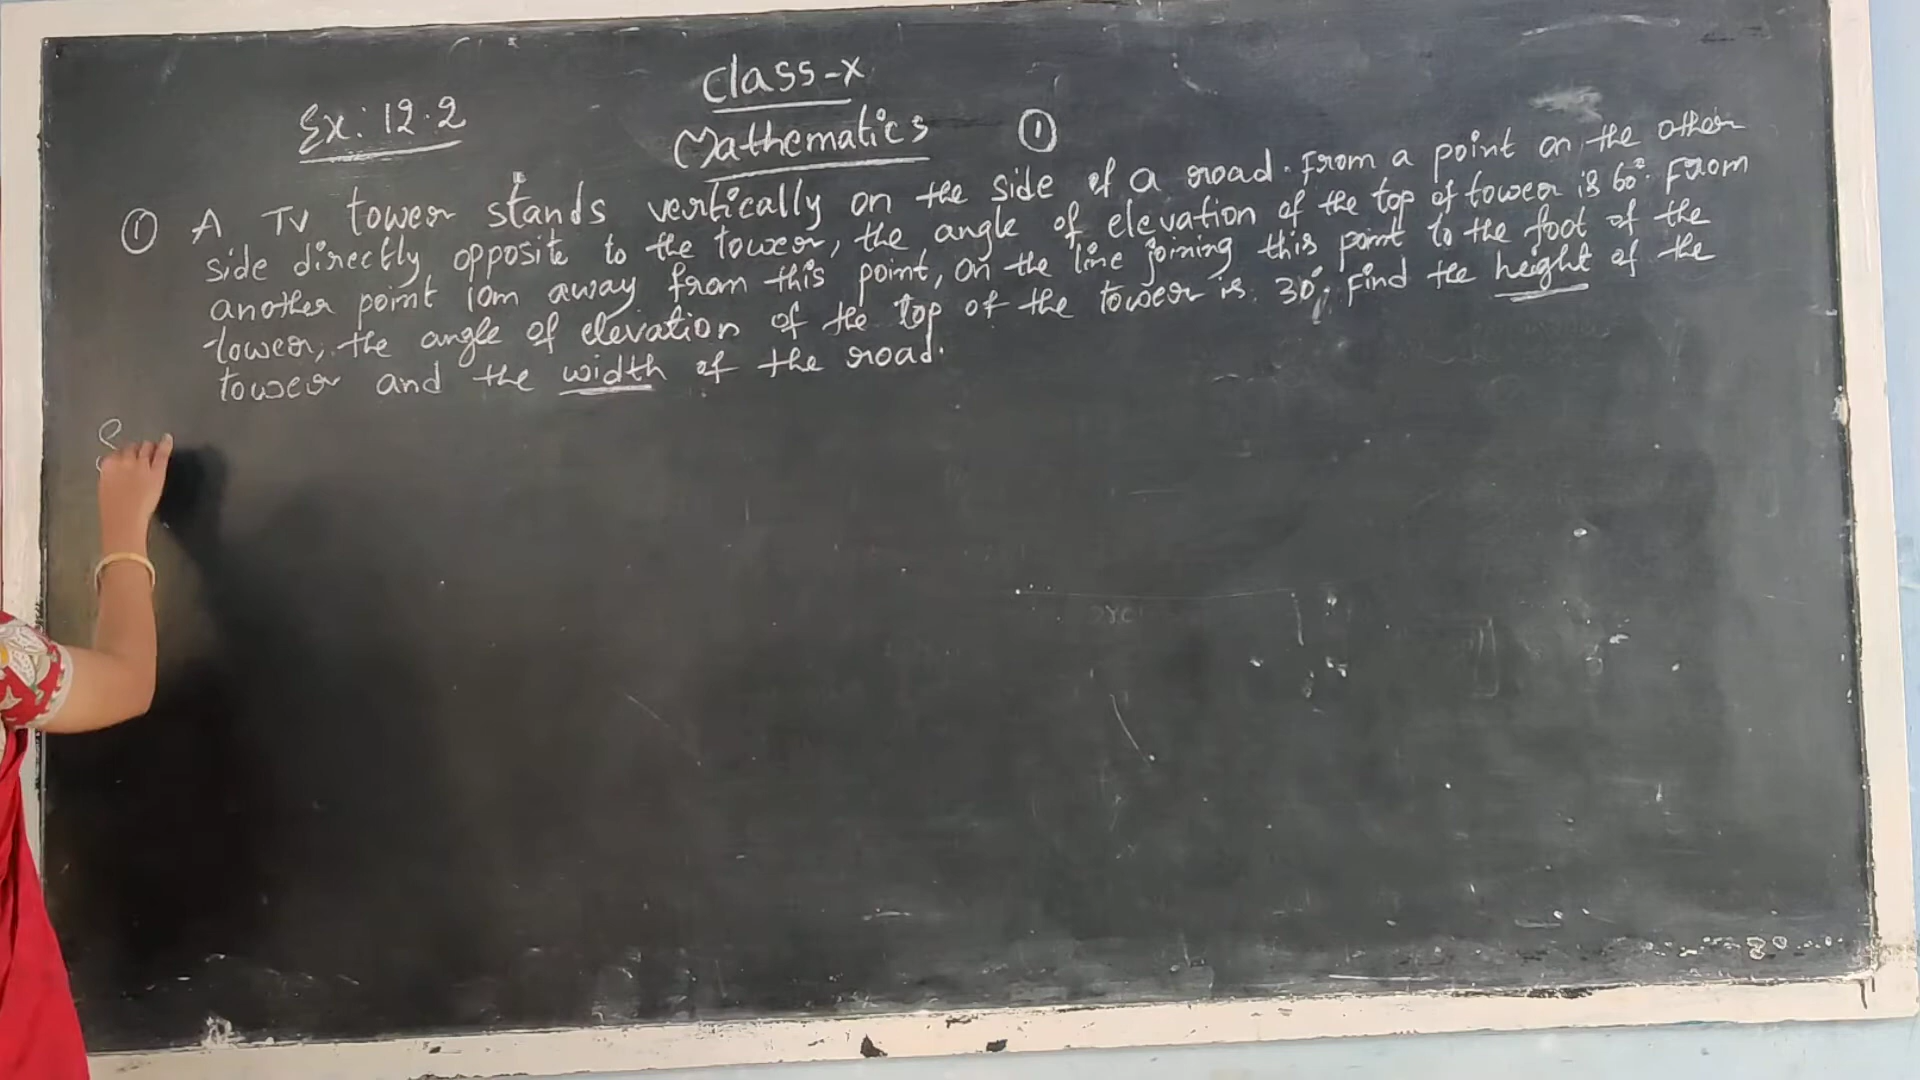 Class-X
Ex: 12.2
Mathematics ①
① A TV tower stands vertically on the side of a road. From a point on the other
side directly opposite to the tower, the angle of elevation of the top of tower is 60°. From
another point 10m away from this point, on the line joining this point to the foot of the
tower, the angle of elevation of the top of the tower is 30°. Find the height of the
tower and the width of the road.